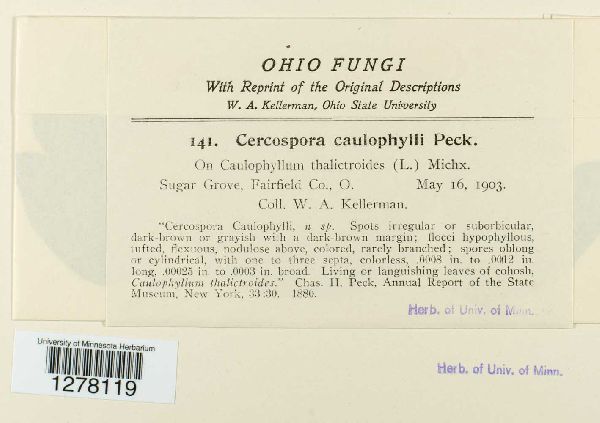 OHIO FUNGI
With Reprint of the Original Descriptions
W. A. Kellerman, Ohio State University
141. Cercospora caulophylli Peck.
On Caulophyllum thalictroides (L.) Michx.
Sugar Grove, Fairfield Co., O. May 16, 1903.
Coll. W. A. Kellerman.
"Cercospora Caulophylli, n sp. Spots irregular or suborbicular,
dark-brown or grayish with a dark-brown margin; flocci hypophyllous,
tufted, flexuous, nodulose above, colored, rarely branched; spores oblong
or cylindrical, with one to three septa, colorless, .0008 in. to .0012 in.
long, .00025 in. to .0003 in. broad. Living or languishing leaves of cohosh,
Caulophyllum thalictroides." Chas. H. Peck, Annual Report of the State
Museum, New York, 33:30. 1880.
Herb. of Univ. of Minn.
University of Minnesota Herbarium
1278119
Herb. of Univ. of Minn.